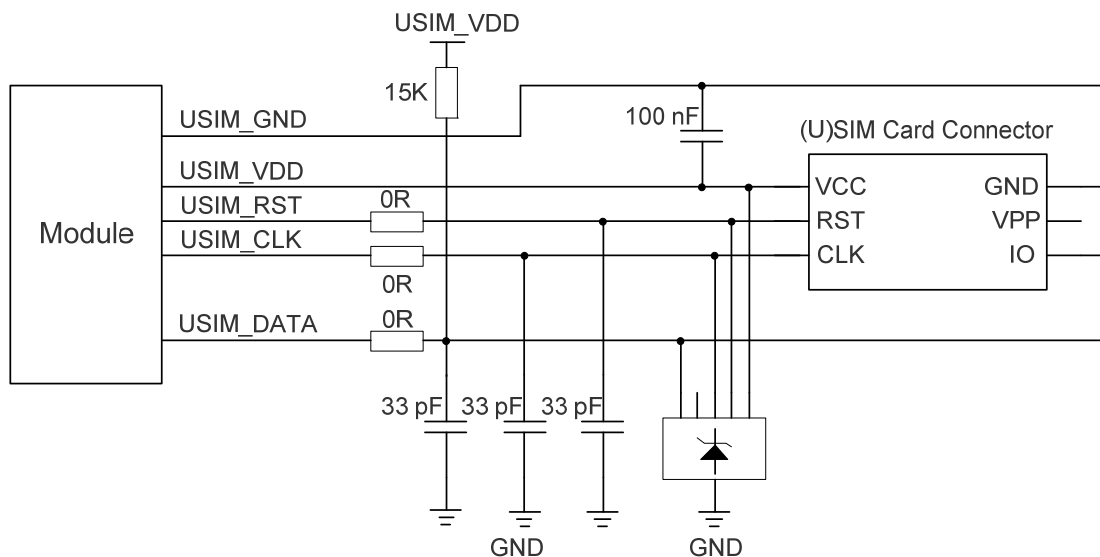 USIM_VDD
15K
USIM_GND
100 nF
(U)SIM Card Connector
USIM_VDD
VCC
GND
USIM_RST
0R
RST
VPP
Module
USIM_CLK
CLK
IO
0R
USIM_DATA
0R
33 pF
33 pF
33 pF
GND
GND